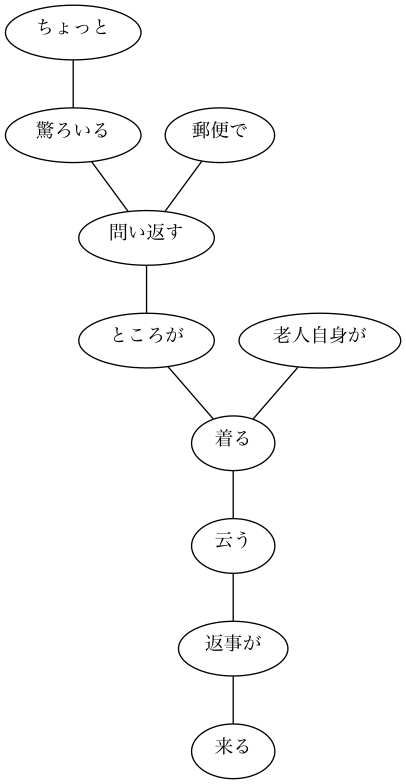 ちょっと
驚ろいる
郵便で
問い返す
ところが
老人自身が
着る
云う
返事が
来る